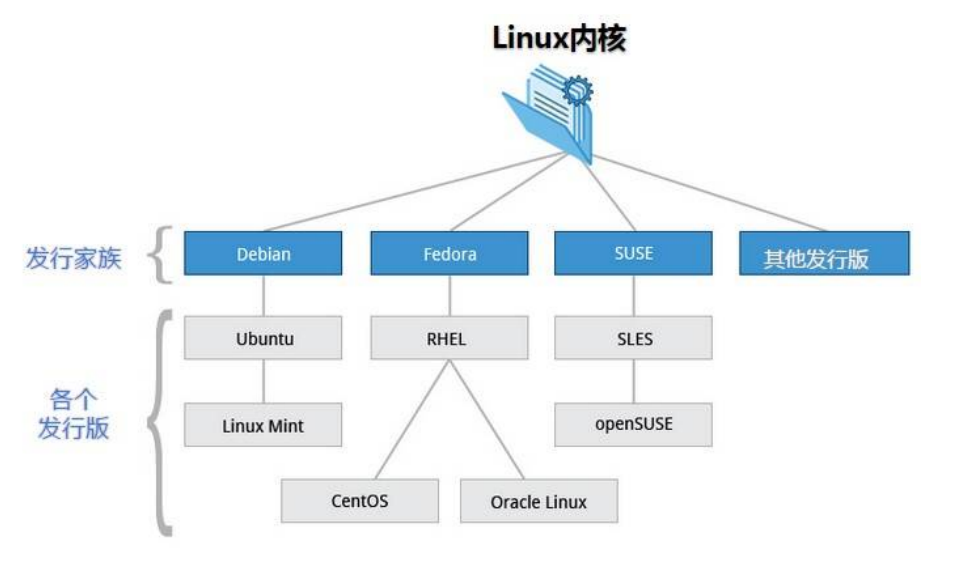 Linux内核
发行家族
Debian
Fedora
SUSE
其他发行版
各个
发行版
Ubuntu
RHEL
SLES
Linux Mint
openSUSE
CentOS
Oracle Linux